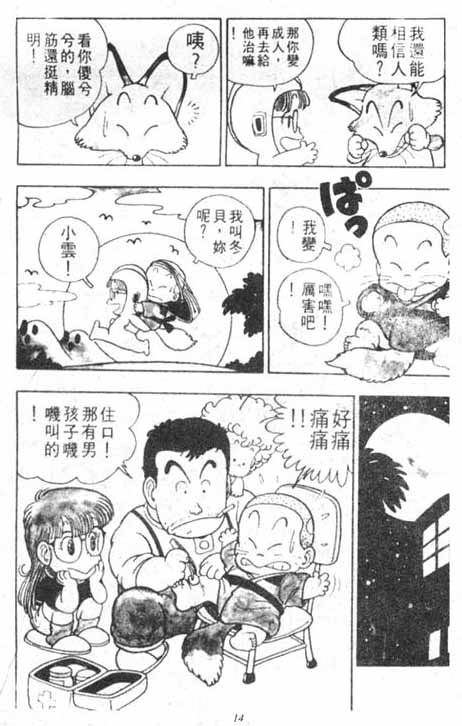 我還能
相信人
類嗎?
那你變
成人,
再去給
他治嘛
咦?
看你傻兮
兮的,腦
筋還挺精
明!
ぱっ
我變
!
嘿嘿!
厲害吧
!
我叫冬
貝,妳
呢?
小雲!
好痛
痛痛
!!
住口!
那有男
孩子嘰
嘰叫的
!
14